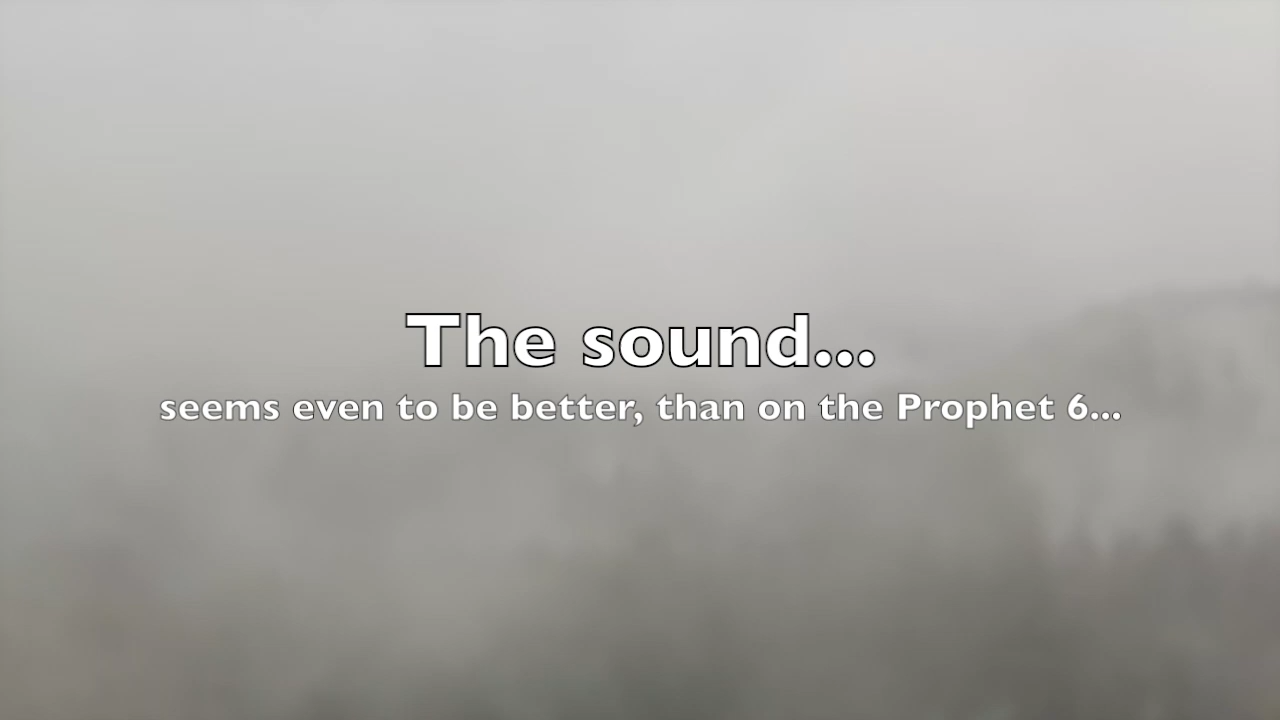 The sound...
seems even to be better, than on the Prophet 6...